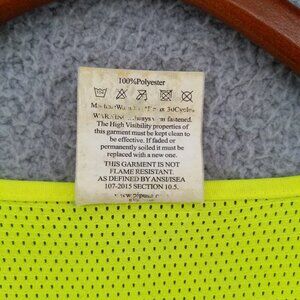 100%Polyester
WARNING: Always worn fastened.
The High Visibility properties of
this garment must be kept clean to
be effective. If faded or
permanently soiled it must be
replaced with a new one.
THIS GARMENT IS NOT
FLAME RESISTANT.
AS DEFINED BY ANSI/ISEA
107-2015 SECTION 10.5.